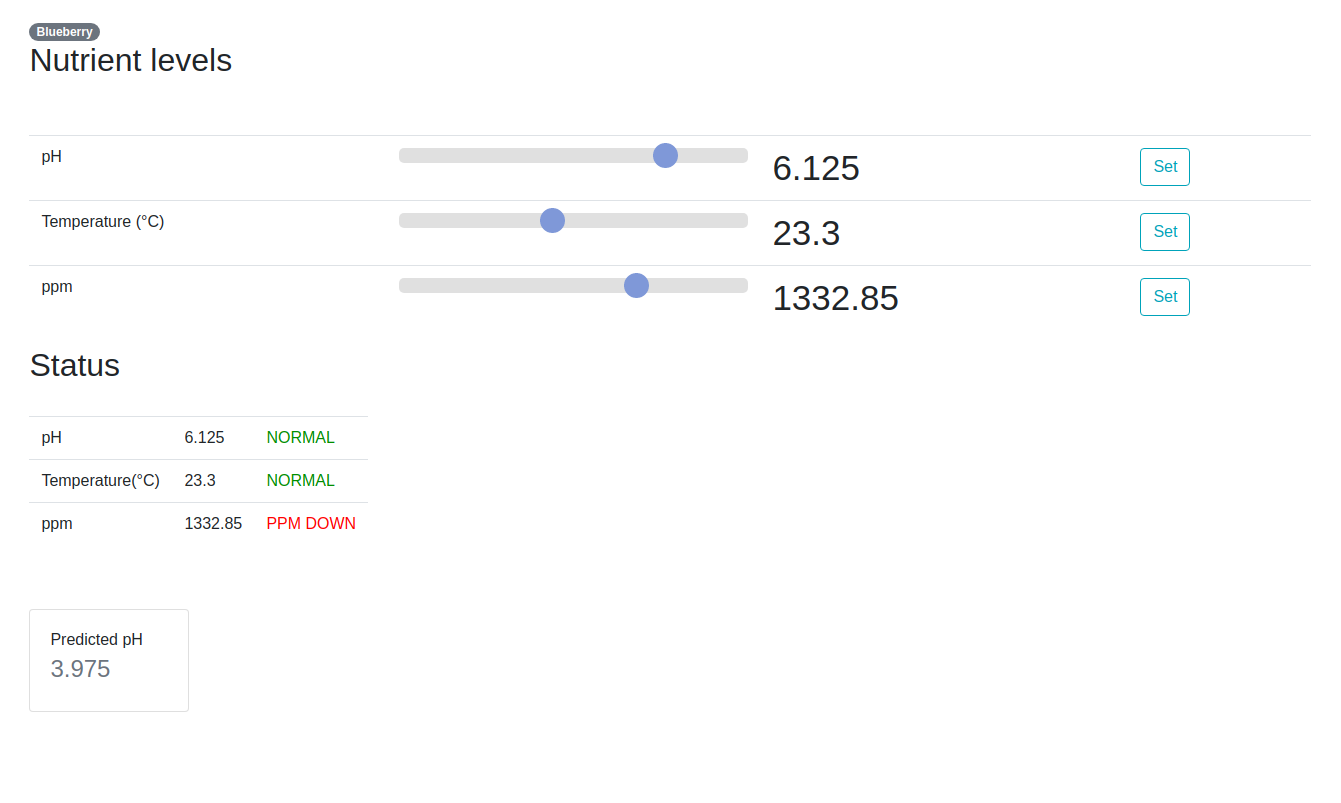 Blueberry
Nutrient levels
pH 6.125 Set
Temperature (°C) 23.3 Set
ppm 1332.85 Set
Status
pH 6.125 NORMAL
Temperature(°C) 23.3 NORMAL
ppm 1332.85 PPM DOWN
Predicted pH
3.975